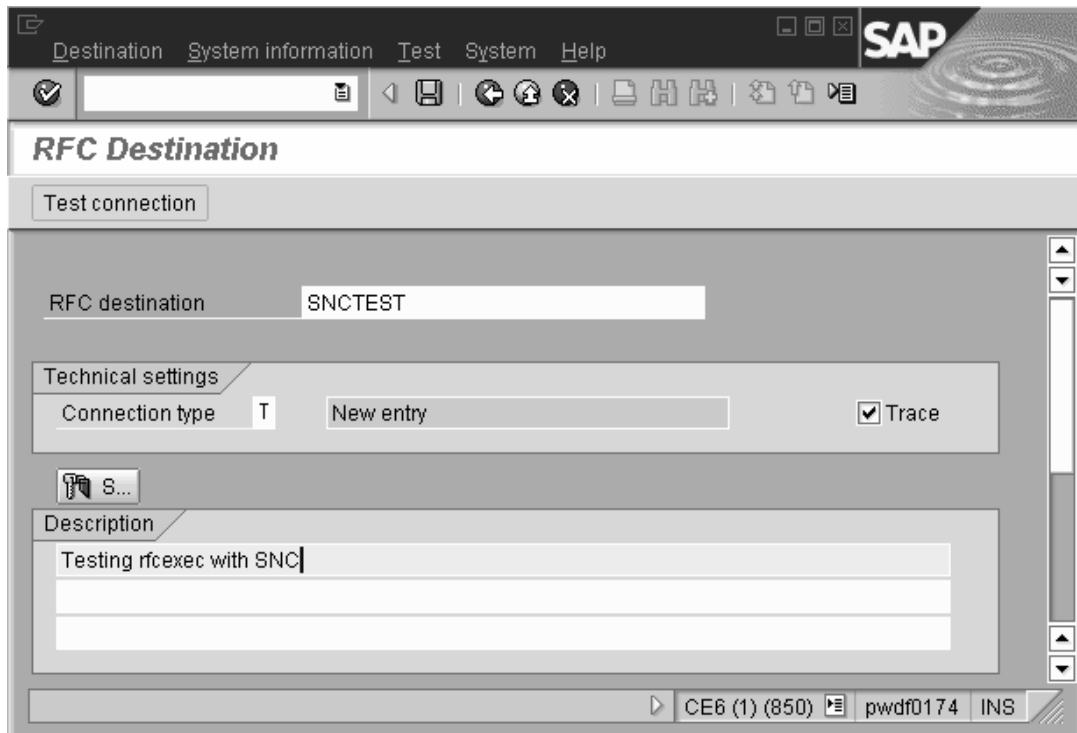 Destination System information Test System Help
SAP
RFC Destination
Test connection
RFC destination SNCTEST
Technical settings
Connection type T New entry Trace
S...
Description
Testing rfcexec with SNC
CE6 (1) (850) pwdf0174 INS